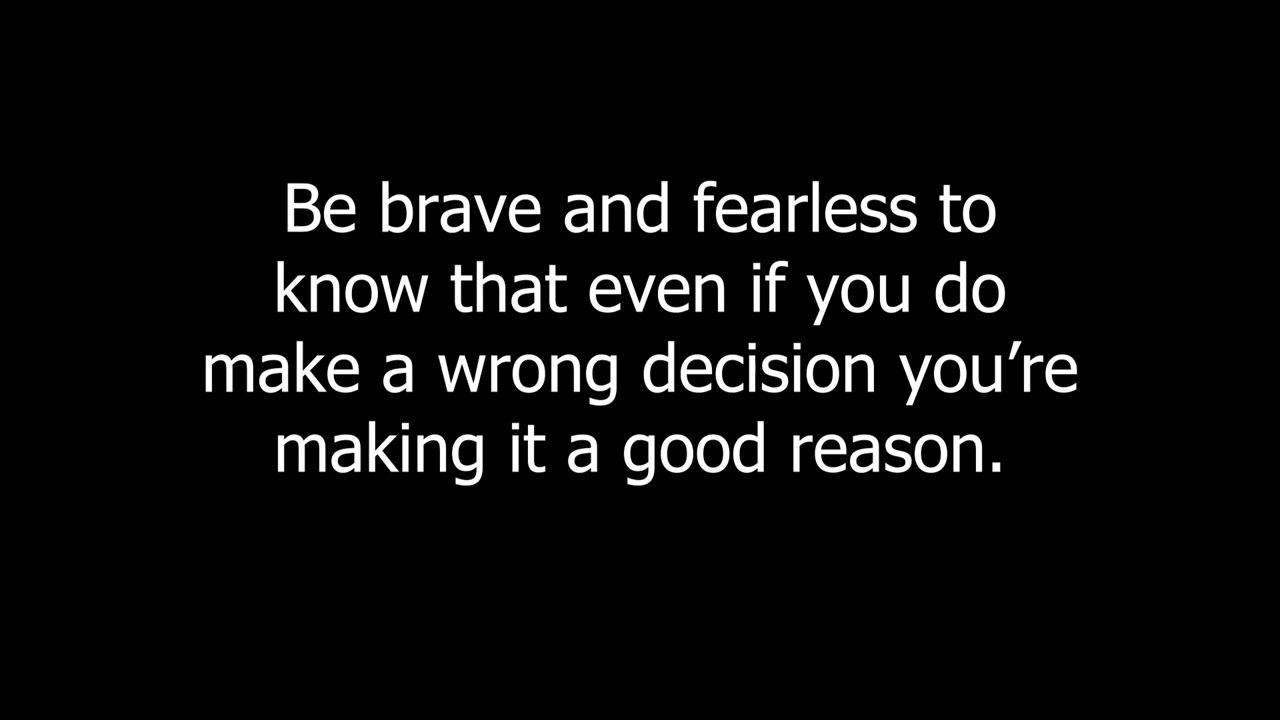 Be brave and fearless to
know that even if you do
make a wrong decision you’re
making it a good reason.